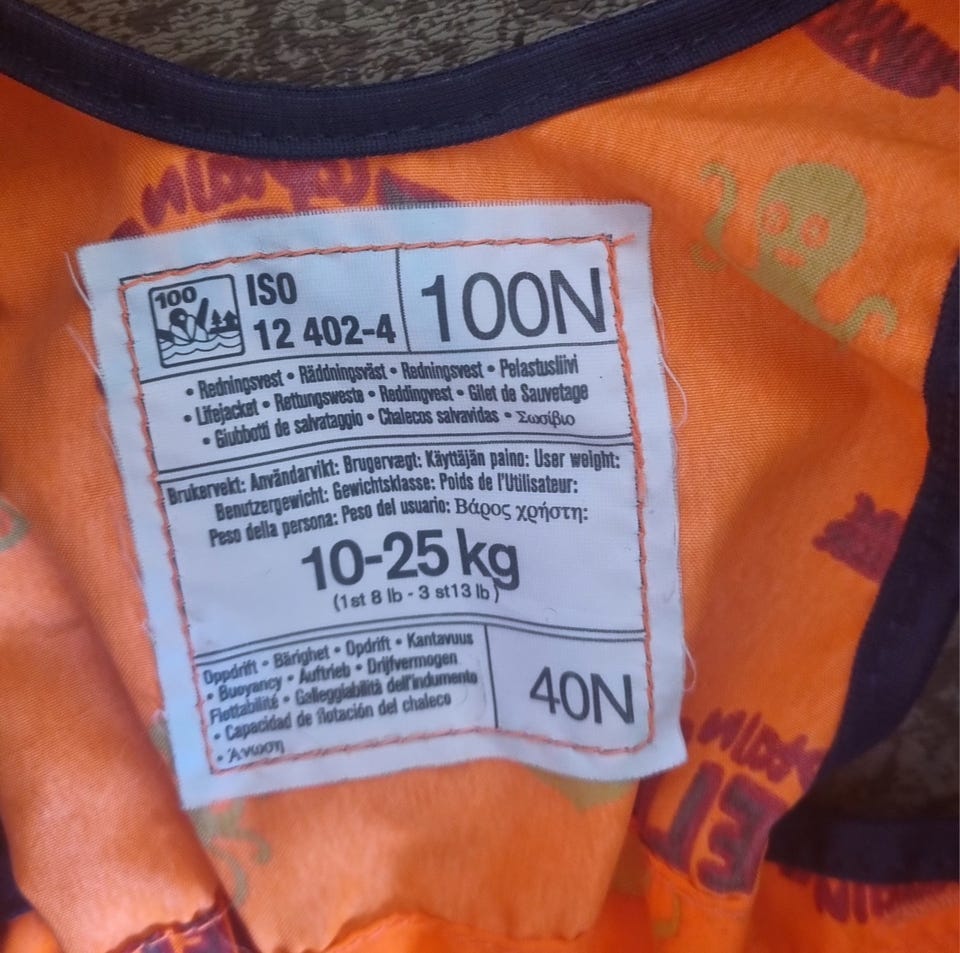 100
ISO
12 402-4
100N
• Redningsvest • Räddningsväst • Redningsvest • Pelastusliivi
• Lifejacket • Rettungsweste • Reddingvest • Gilet de Sauvetage
• Giubbotti de salvataggio • Chalecos salvavidas • Σωσίβιο
Brukervekt: Användarvikt: Brugervægt: Käyttäjän paino: User weight:
Benutzergewicht: Gewichtsklasse: Poids de l'Utilisateur:
Peso della persona: Peso del usuario: Βάρος χρήστη:
10-25 kg
(1st 8 lb - 3 st13 lb)
Oppdrift • Bärighet • Opdrift • Kantavuus
• Buoyancy • Auftrieb • Drijfvermogen
Flottabilité • Galleggiabilità dell'indumento
• Capacidad de flotación del chaleco
• Άνωση
40N